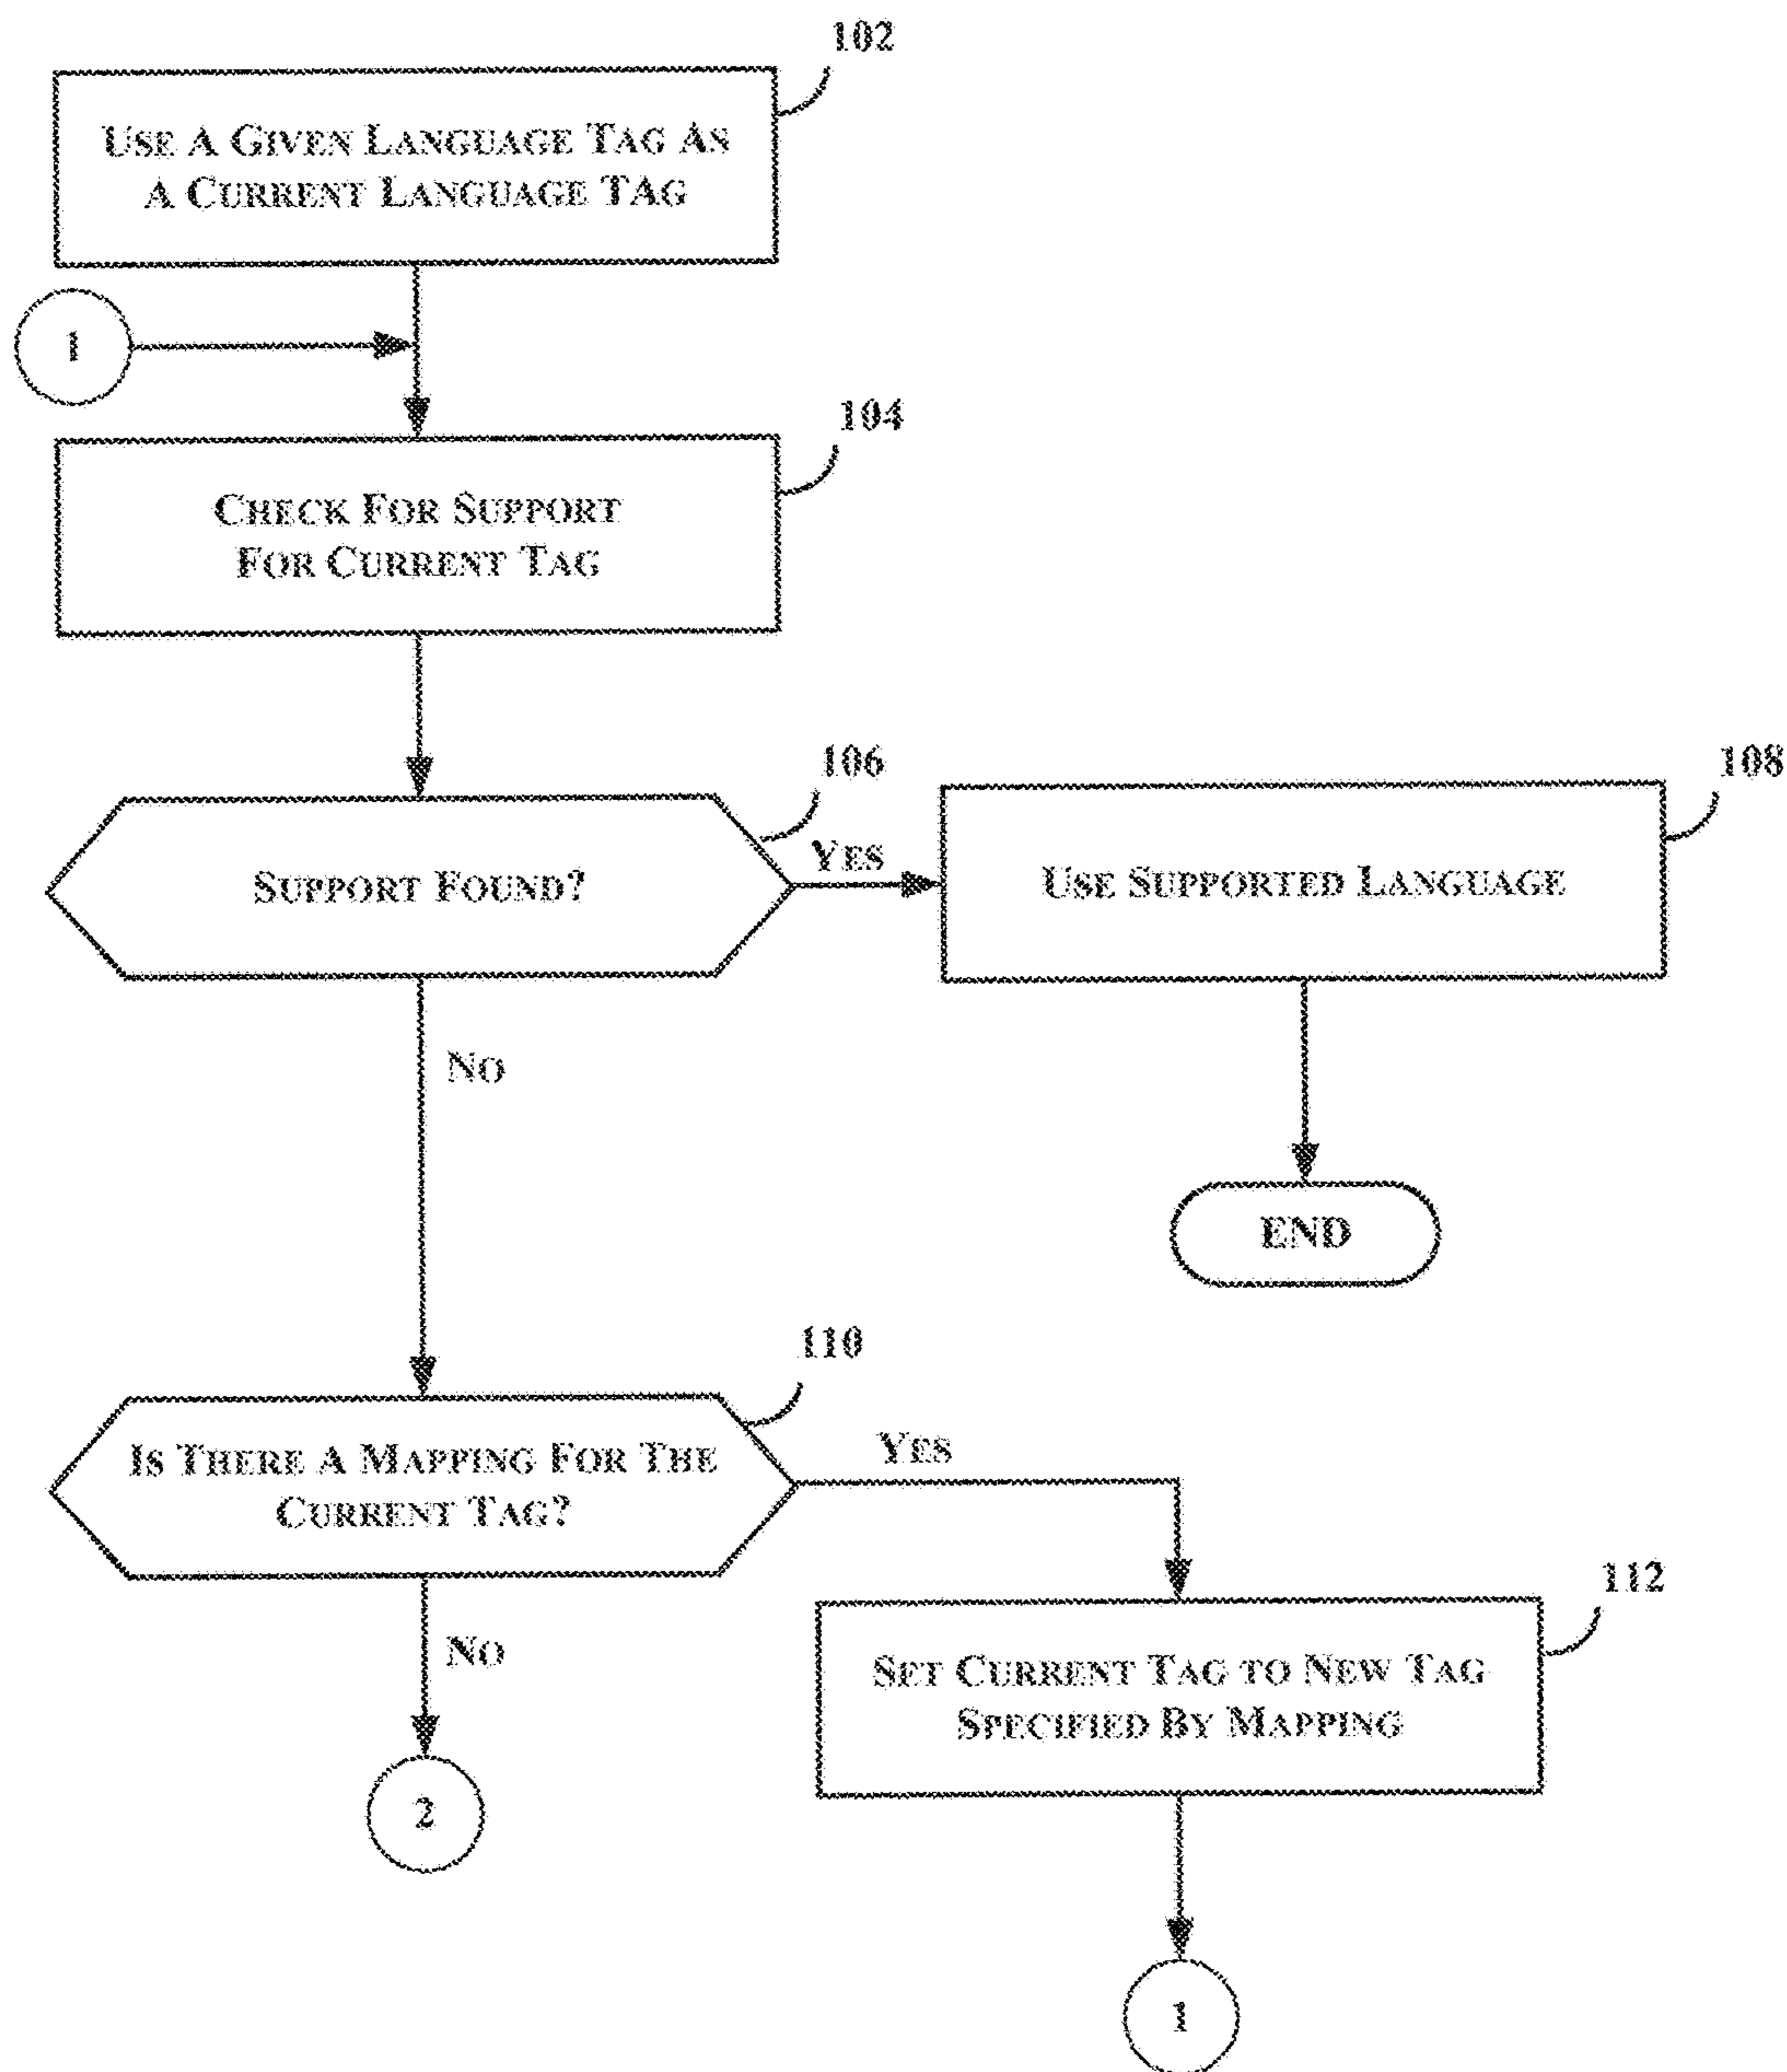 102
USE A GIVEN LANGUAGE TAG AS
A CURRENT LANGUAGE TAG
1
104
CHECK FOR SUPPORT
FOR CURRENT TAG
106
108
SUPPORT FOUND?
YES
USE SUPPORTED LANGUAGE
NO
END
110
IS THERE A MAPPING FOR THE
CURRENT TAG?
YES
112
NO
SET CURRENT TAG TO NEW TAG
SPECIFIED BY MAPPING
2
1